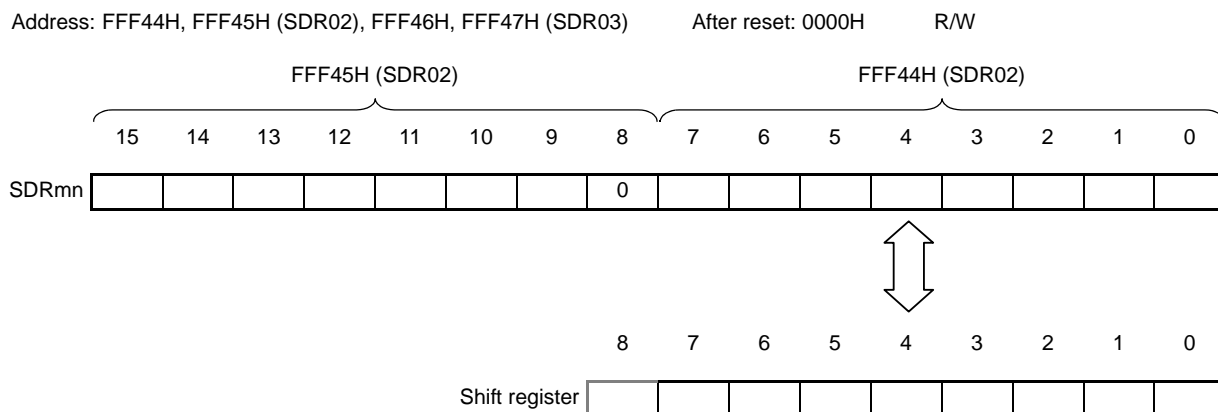 Address: FFF44H, FFF45H (SDR02), FFF46H, FFF47H (SDR03) After reset: 0000H R/W
FFF45H (SDR02) FFF44H (SDR02)
15 14 13 12 11 10 9 8 7 6 5 4 3 2 1 0
SDRmn 0
8 7 6 5 4 3 2 1 0
Shift register